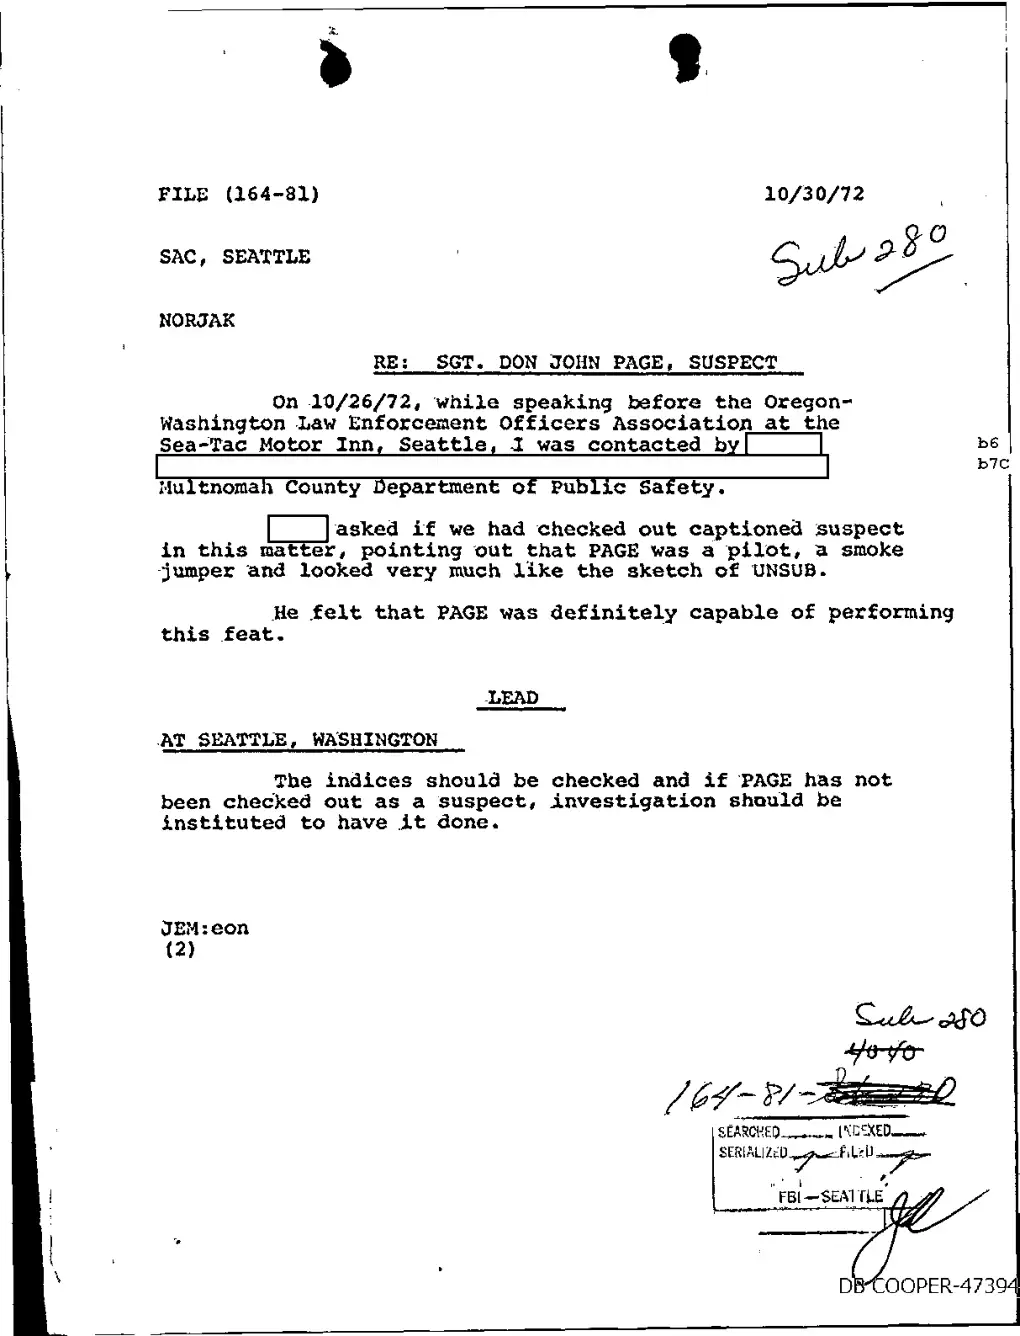 FILE (164-81) 10/30/72
SAC, SEATTLE
Sub 280
NORJAK
RE: SGT. DON JOHN PAGE, SUSPECT
On 10/26/72, while speaking before the Oregon-
Washington Law Enforcement Officers Association at the
Sea-Tac Motor Inn, Seattle, I was contacted by
b6
b7C
Multnomah County Department of Public Safety.
asked if we had checked out captioned suspect
in this matter, pointing out that PAGE was a pilot, a smoke
jumper and looked very much like the sketch of UNSUB.
He felt that PAGE was definitely capable of performing
this feat.
LEAD
AT SEATTLE, WASHINGTON
The indices should be checked and if PAGE has not
been checked out as a suspect, investigation should be
instituted to have it done.
JEM:eon
(2)
Sub 280
164-81-
SEARCHED INDEXED
SERIALIZED FILED
FBI-SEATTLE
DB COOPER-47394